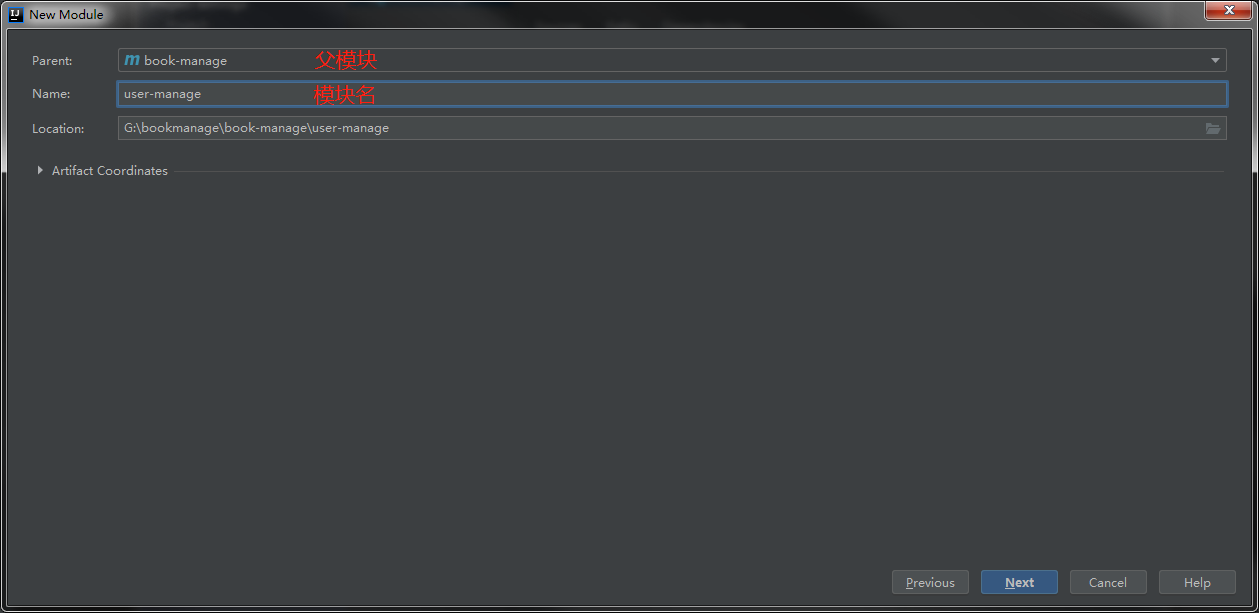 New Module
Parent: m book-manage 父模块
Name: user-manage 模块名
Location: G:\bookmanage\book-manage\user-manage
Artifact Coordinates
Previous Next Cancel Help